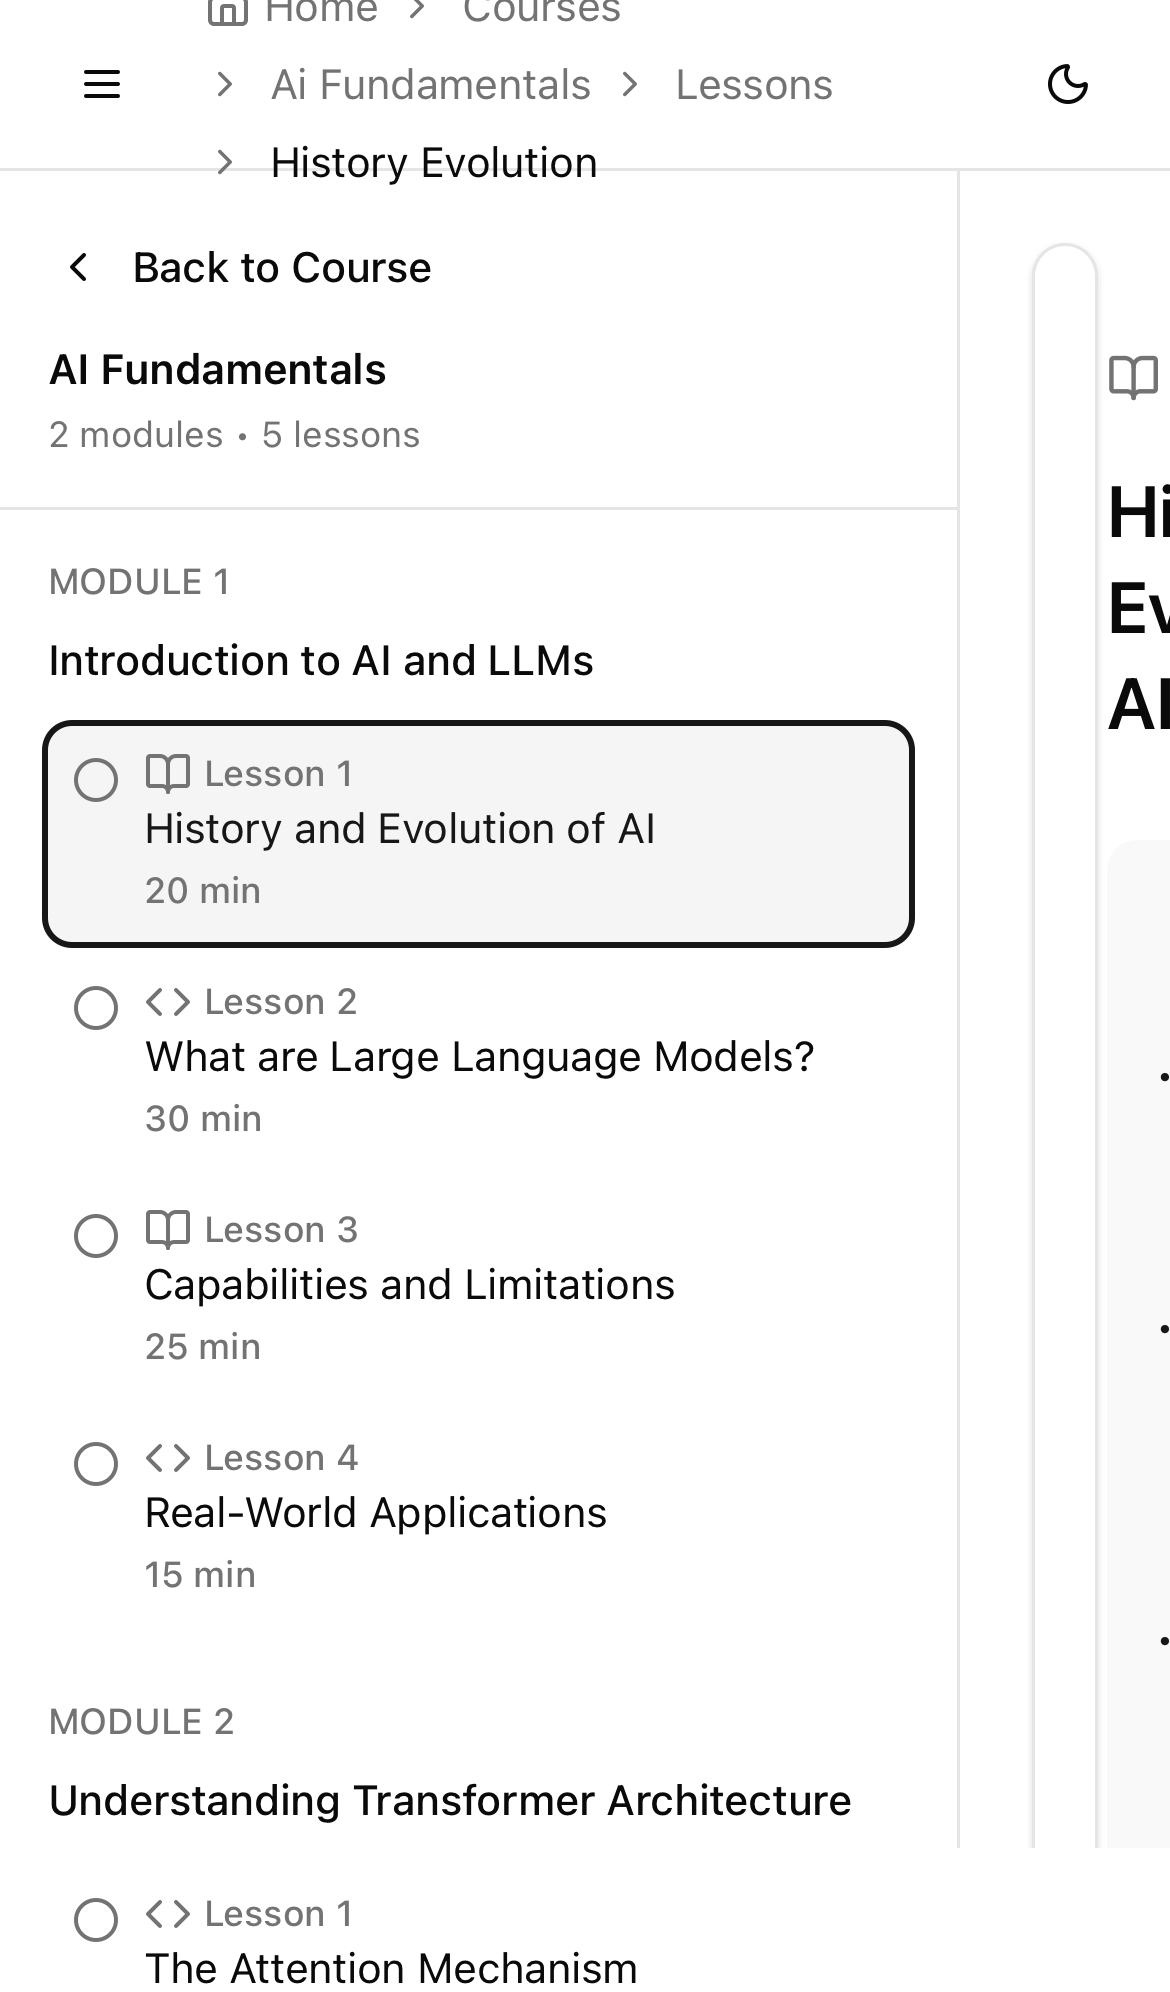 Home > Courses
> Ai Fundamentals > Lessons
> History Evolution
Back to Course
AI Fundamentals
2 modules • 5 lessons
MODULE 1
Introduction to AI and LLMs
Lesson 1
History and Evolution of AI
20 min
<> Lesson 2
What are Large Language Models?
30 min
Lesson 3
Capabilities and Limitations
25 min
<> Lesson 4
Real-World Applications
15 min
MODULE 2
Understanding Transformer Architecture
<> Lesson 1
The Attention Mechanism
Hi
Ev
AI